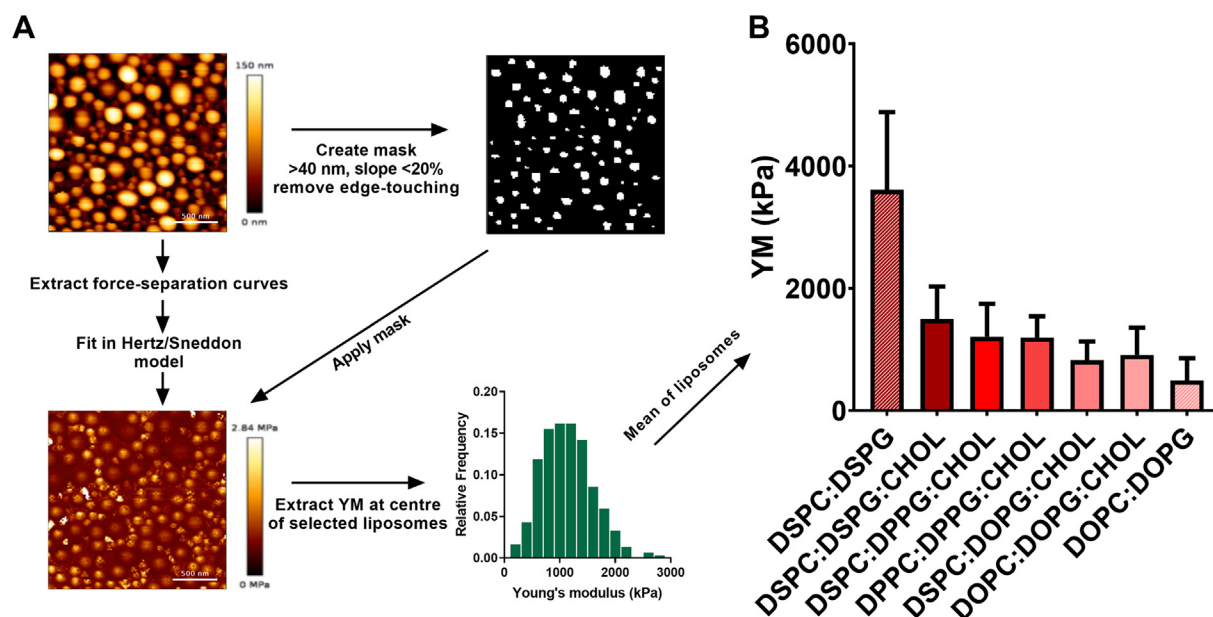 A
150 nm
0 nm
500 nm
Create mask
>40 nm, slope <20%
remove edge-touching
Extract force-separation curves
Fit in Hertz/Sneddon
model
Apply mask
2.84 MPa
0 MPa
500 nm
Extract YM at centre
of selected liposomes
Relative Frequency
0.20
0.15
0.10
0.05
0.00
0
1000
2000
3000
Young's modulus (kPa)
Mean of liposomes
B
YM (kPa)
6000
4000
2000
0
DSPC:DSPG
DSPC:DSPG:CHOL
DSPC:DPPG:CHOL
DPPC:DPPG:CHOL
DSPC:DOPG:CHOL
DOPC:DOPG:CHOL
DOPC:DOPG